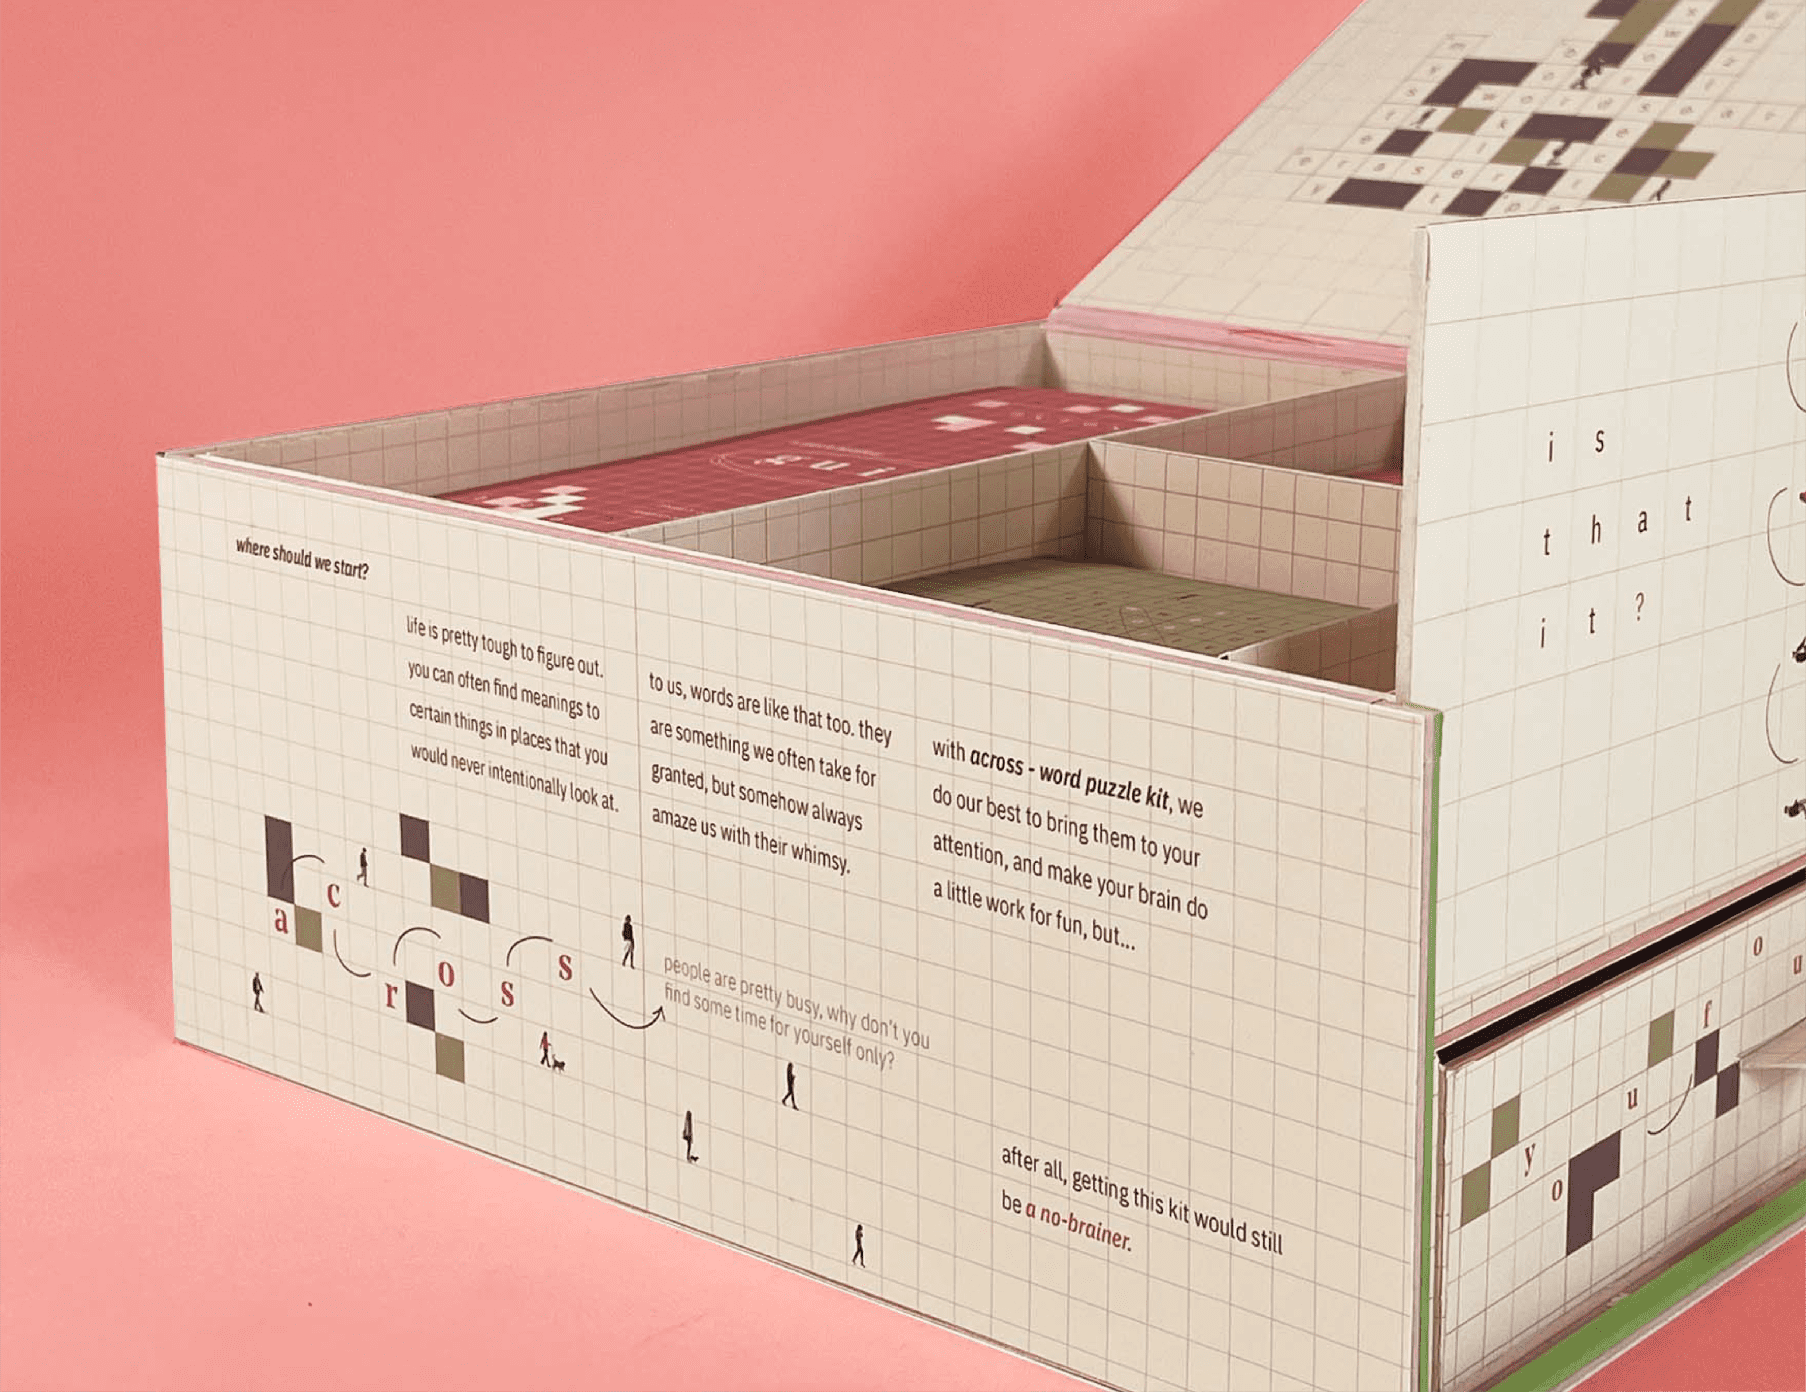 where should we start?
life is pretty tough to figure out.
you can often find meanings to
certain things in places that you
would never intentionally look at.
to us, words are like that too. they
are something we often take for
granted, but somehow always
amaze us with their whimsy.
with across - word puzzle kit, we
do our best to bring them to your
attention, and make your brain do
a little work for fun, but...
across
people are pretty busy, why don't you
find some time for yourself only?
after all, getting this kit would still
be a no-brainer.
is
that
it?
you f o u